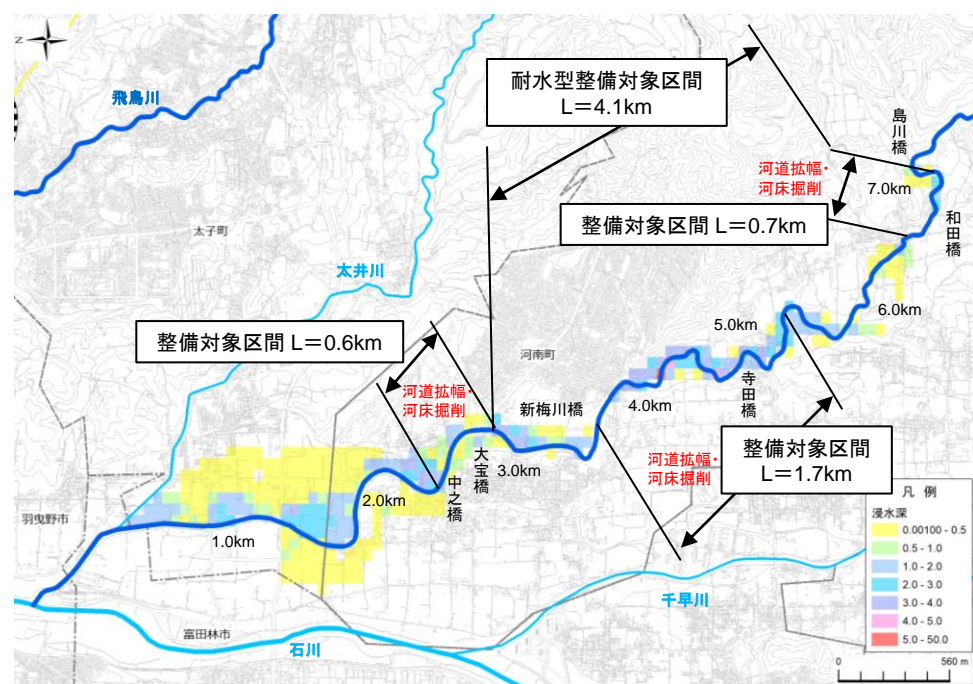 飛鳥川
耐水型整備対象区間
L＝4.1km
島川橋
河道拡幅・
河床掘削
7.0km
和田橋
整備対象区間 L＝0.7km
太子町
太井川
6.0km
5.0km
整備対象区間 L＝0.6km
河南町
河道拡幅・
河床掘削
4.0km
寺田橋
新梅川橋
大宝橋
3.0km
中之橋
2.0km
河道拡幅・
河床掘削
整備対象区間
L＝1.7km
羽曳野市
1.0km
千早川
富田林市
石川
凡 例
浸水深
0.00100 - 0.5
0.5 - 1.0
1.0 - 2.0
2.0 - 3.0
3.0 - 4.0
4.0 - 5.0
5.0 - 50.0
0 560 m